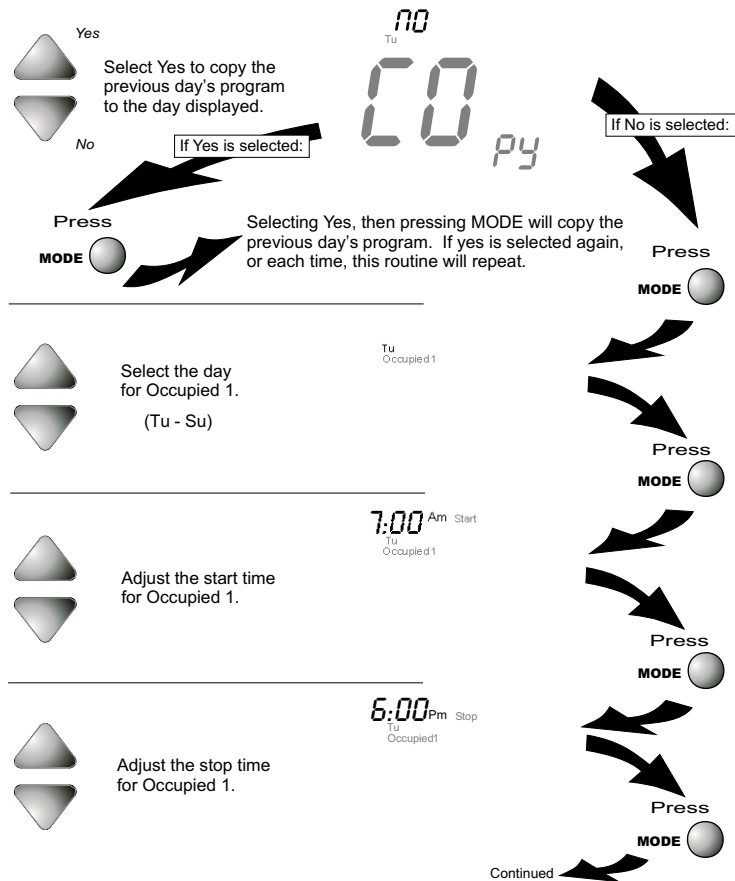 Yes
no
Tu
Select Yes to copy the
previous day's program
to the day displayed.
CO
PY
No
If Yes is selected:
If No is selected:
Press
MODE
Selecting Yes, then pressing MODE will copy the
previous day's program. If yes is selected again,
or each time, this routine will repeat.
Press
MODE
Select the day
for Occupied 1.
(Tu - Su)
Tu
Occupied 1
Press
MODE
7:00 Am Start
Tu
Occupied 1
Adjust the start time
for Occupied 1.
Press
MODE
6:00 Pm Stop
Tu
Occupied1
Adjust the stop time
for Occupied 1.
Press
MODE
Continued